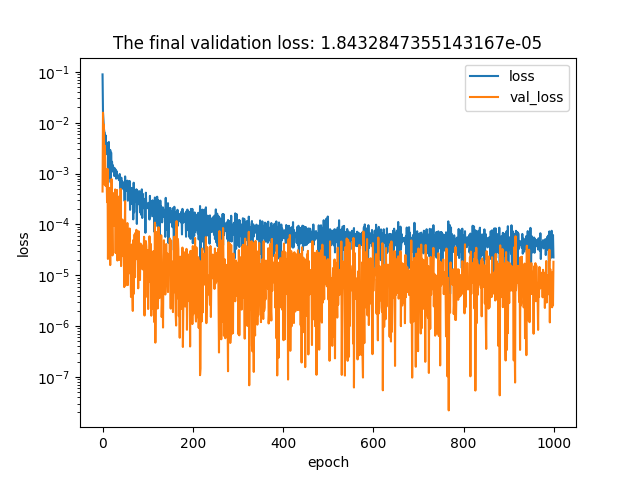 The final validation loss: 1.8432847355143167e-05
loss
val_loss
10⁻¹
10⁻²
10⁻³
10⁻⁴
10⁻⁵
10⁻⁶
10⁻⁷
loss
0 200 400 600 800 1000
epoch